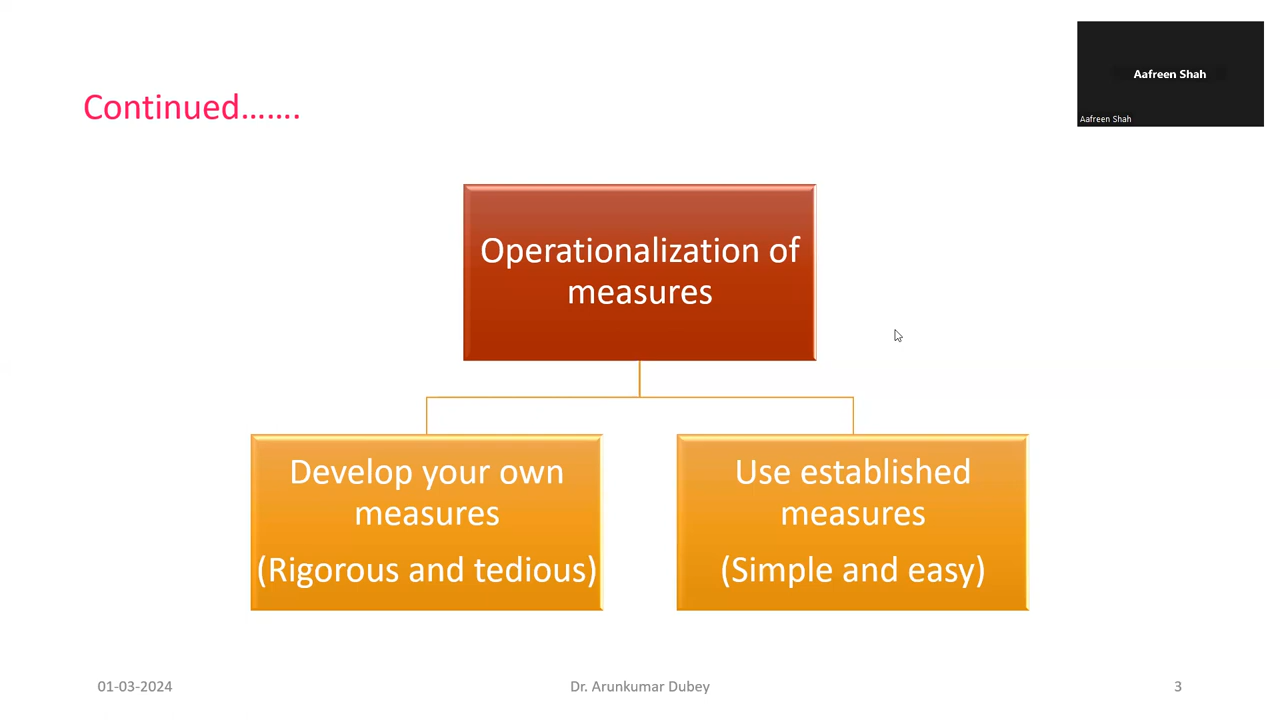 Aafreen Shah
Aafreen Shah
Continued.......
Operationalization of
measures
Develop your own
measures
(Rigorous and tedious)
Use established
measures
(Simple and easy)
01-03-2024
Dr. Arunkumar Dubey
3